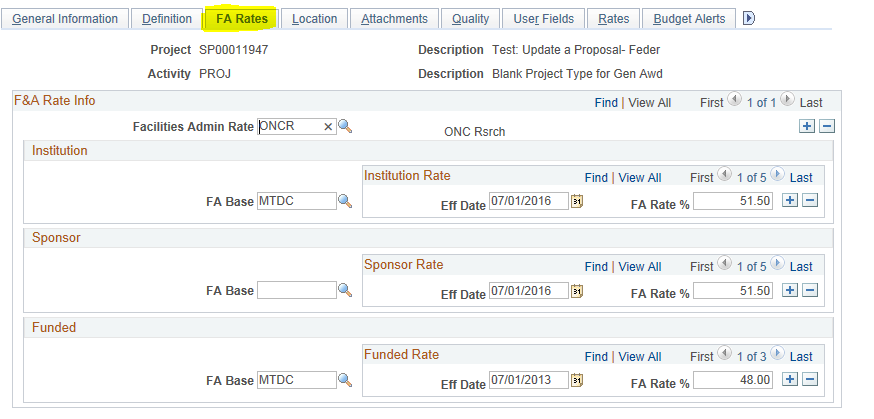 General Information Definition FA Rates Location Attachments Quality User Fields Rates Budget Alerts
Project SP00011947 Description Test: Update a Proposal- Feder
Activity PROJ Description Blank Project Type for Gen Awd
F&A Rate Info Find | View All First 1 of 1 Last
Facilities Admin Rate ONCR ONC Rsrch
Institution
Institution Rate Find | View All First 1 of 5 Last
FA Base MTDC Eff Date 07/01/2016 31 FA Rate % 51.50
Sponsor
Sponsor Rate Find | View All First 1 of 5 Last
FA Base Eff Date 07/01/2016 31 FA Rate % 51.50
Funded
Funded Rate Find | View All First 1 of 3 Last
FA Base MTDC Eff Date 07/01/2013 31 FA Rate % 48.00